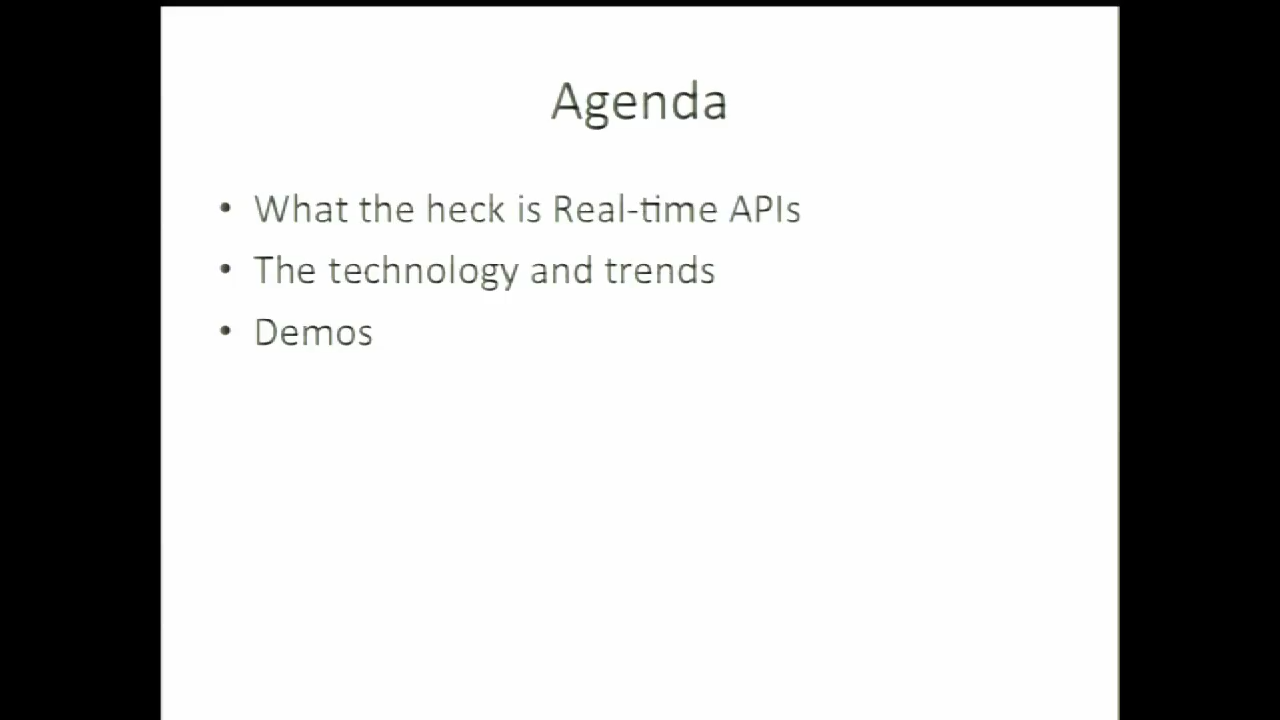 Agenda
• What the heck is Real-time APIs
• The technology and trends
• Demos